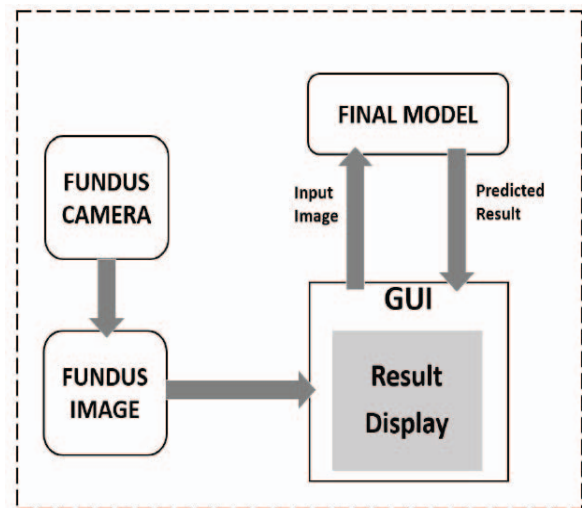 FINAL MODEL
FUNDUS
CAMERA
Input
Image
Predicted
Result
GUI
FUNDUS
IMAGE
Result
Display